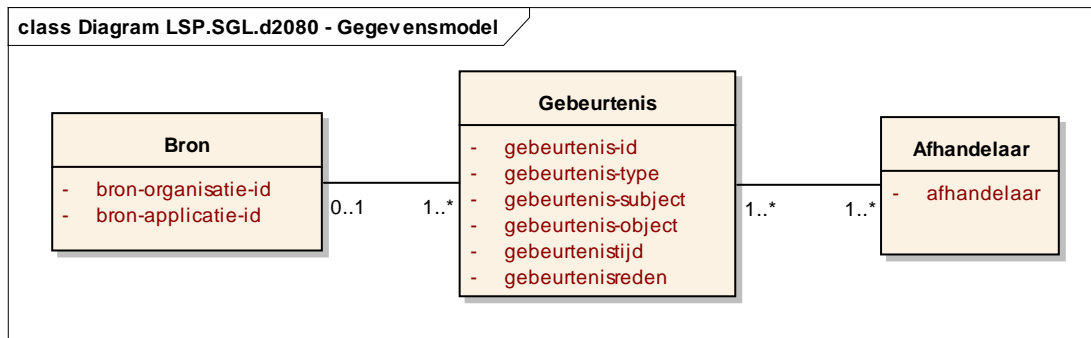 class Diagram LSP.SGL.d2080 - Gegevensmodel
Bron
- bron-organisatie-id
- bron-applicatie-id
0..1
1..*
Gebeurtenis
- gebeurtenis-id
- gebeurtenis-type
- gebeurtenis-subject
- gebeurtenis-object
- gebeurtenistijd
- gebeurtenisreden
1..*
1..*
Afhandelaar
- afhandelaar